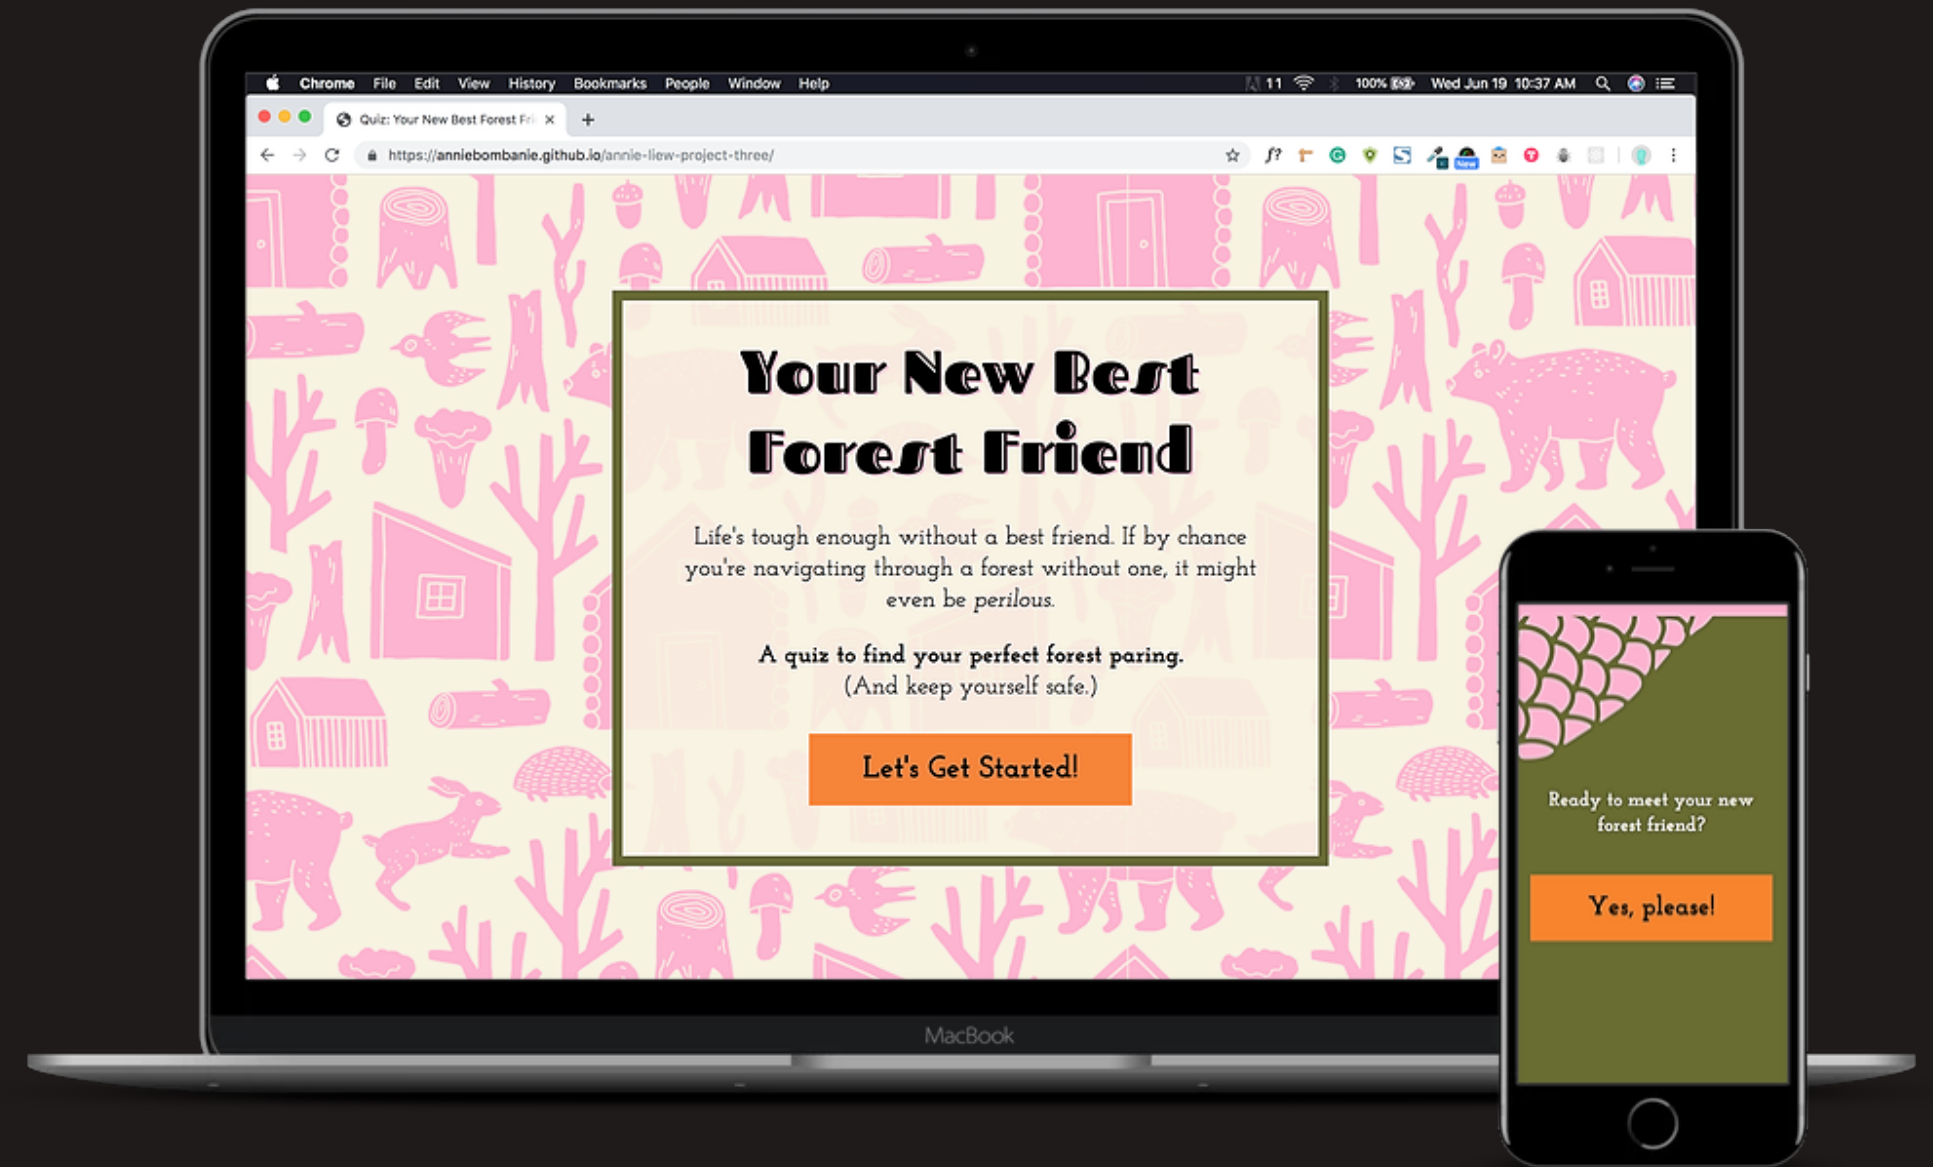 Chrome File Edit View History Bookmarks People Window Help 11 100% Wed Jun 19 10:37 AM
Quiz: Your New Best Forest Fri
https://anniebombanie.github.io/annie-liew-project-three/
f?
New
Your New Best
Forest Friend
Life's tough enough without a best friend. If by chance
you're navigating through a forest without one, it might
even be perilous.
A quiz to find your perfect forest paring.
(And keep yourself safe.)
Let's Get Started!
MacBook
Ready to meet your new
forest friend?
Yes, please!